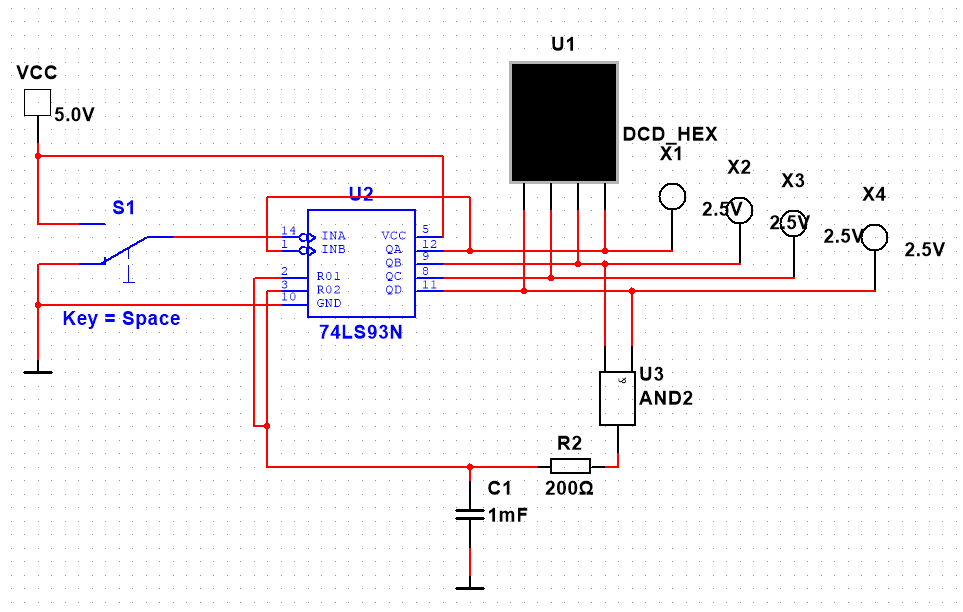 U1
VCC
5.0V
DCD_HEX
X1
X2
X3
X4
S1
U2
2.5V
2.5V
2.5V
2.5V
14
INA
VCC
5
1
INB
QA
12
QB
9
2
R01
QC
8
3
R02
QD
11
10
GND
Key = Space
74LS93N
&
U3
AND2
R2
200Ω
C1
1mF